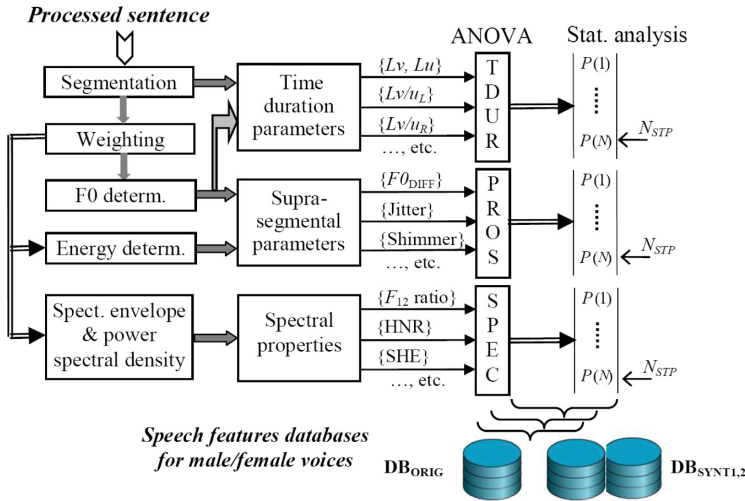 Processed sentence
ANOVA
Stat. analysis
Segmentation
Weighting
F0 determ.
Energy determ.
Spect. envelope
& power
spectral density
Time
duration
parameters
Supra-
segmental
parameters
Spectral
properties
{Lv, Lu}
{Lv/uL}
{Lv/uR}
…, etc.
{F0DIFF}
{Jitter}
{Shimmer}
…, etc.
{F12 ratio}
{HNR}
{SHE}
…, etc.
T
D
U
R
P
R
O
S
S
P
E
C
P(1)
P(N)
NSTP
P(1)
P(N)
NSTP
P(1)
P(N)
NSTP
Speech features databases
for male/female voices
DBORIG
DBSYNT1,2